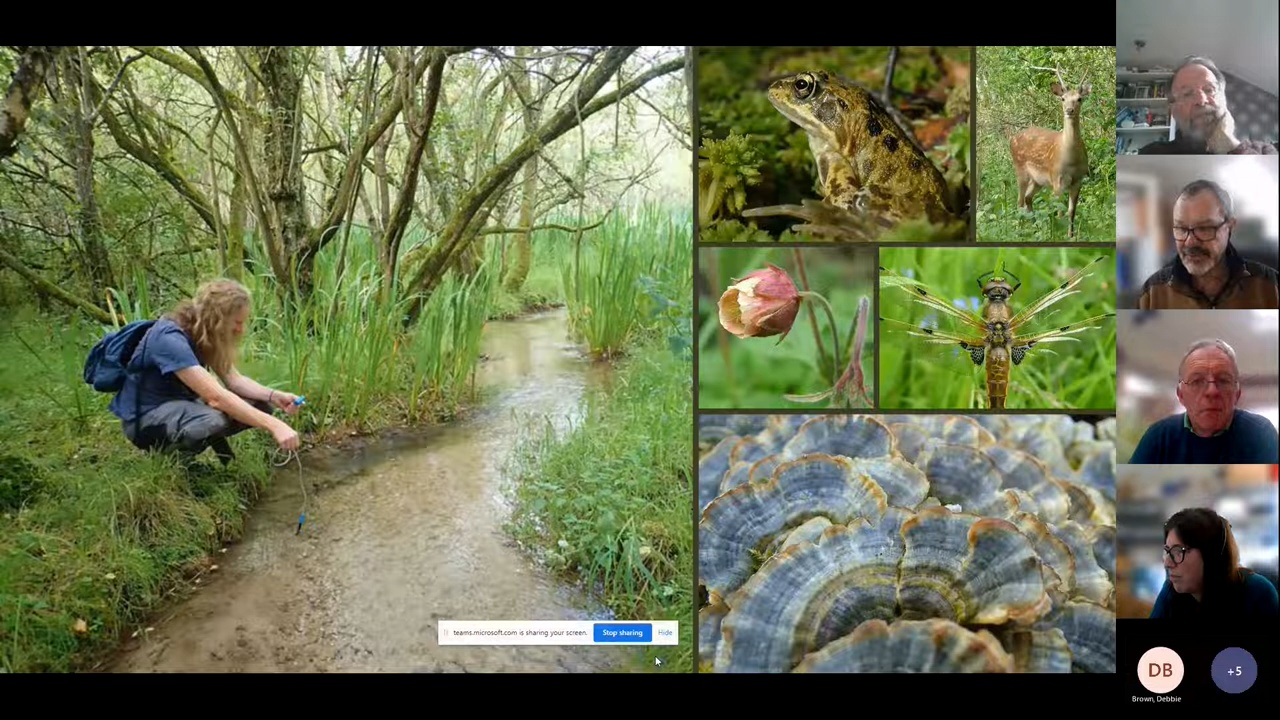 teams.microsoft.com is sharing your screen.
Stop sharing
Hide
DB
+5
Brown, Debbie